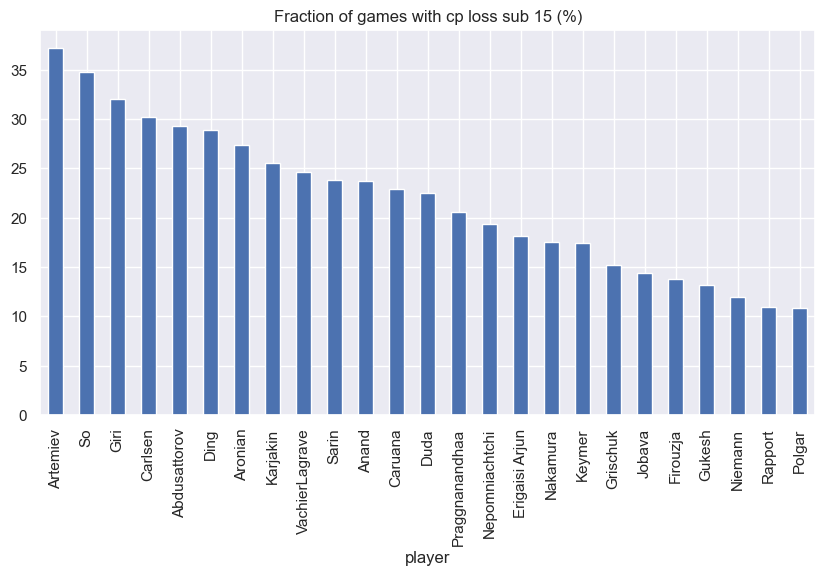 Fraction of games with cp loss sub 15 (%)
35
30
25
20
15
10
5
0
Artemiev
So
Giri
Carlsen
Abdusattorov
Ding
Aronian
Karjakin
VachierLagrave
Sarin
Anand
Caruana
Duda
Praggnanandhaa
Nepomniachtchi
Erigaisi Arjun
Nakamura
Keymer
Grischuk
Jobava
Firouzja
Gukesh
Niemann
Rapport
Polgar
player